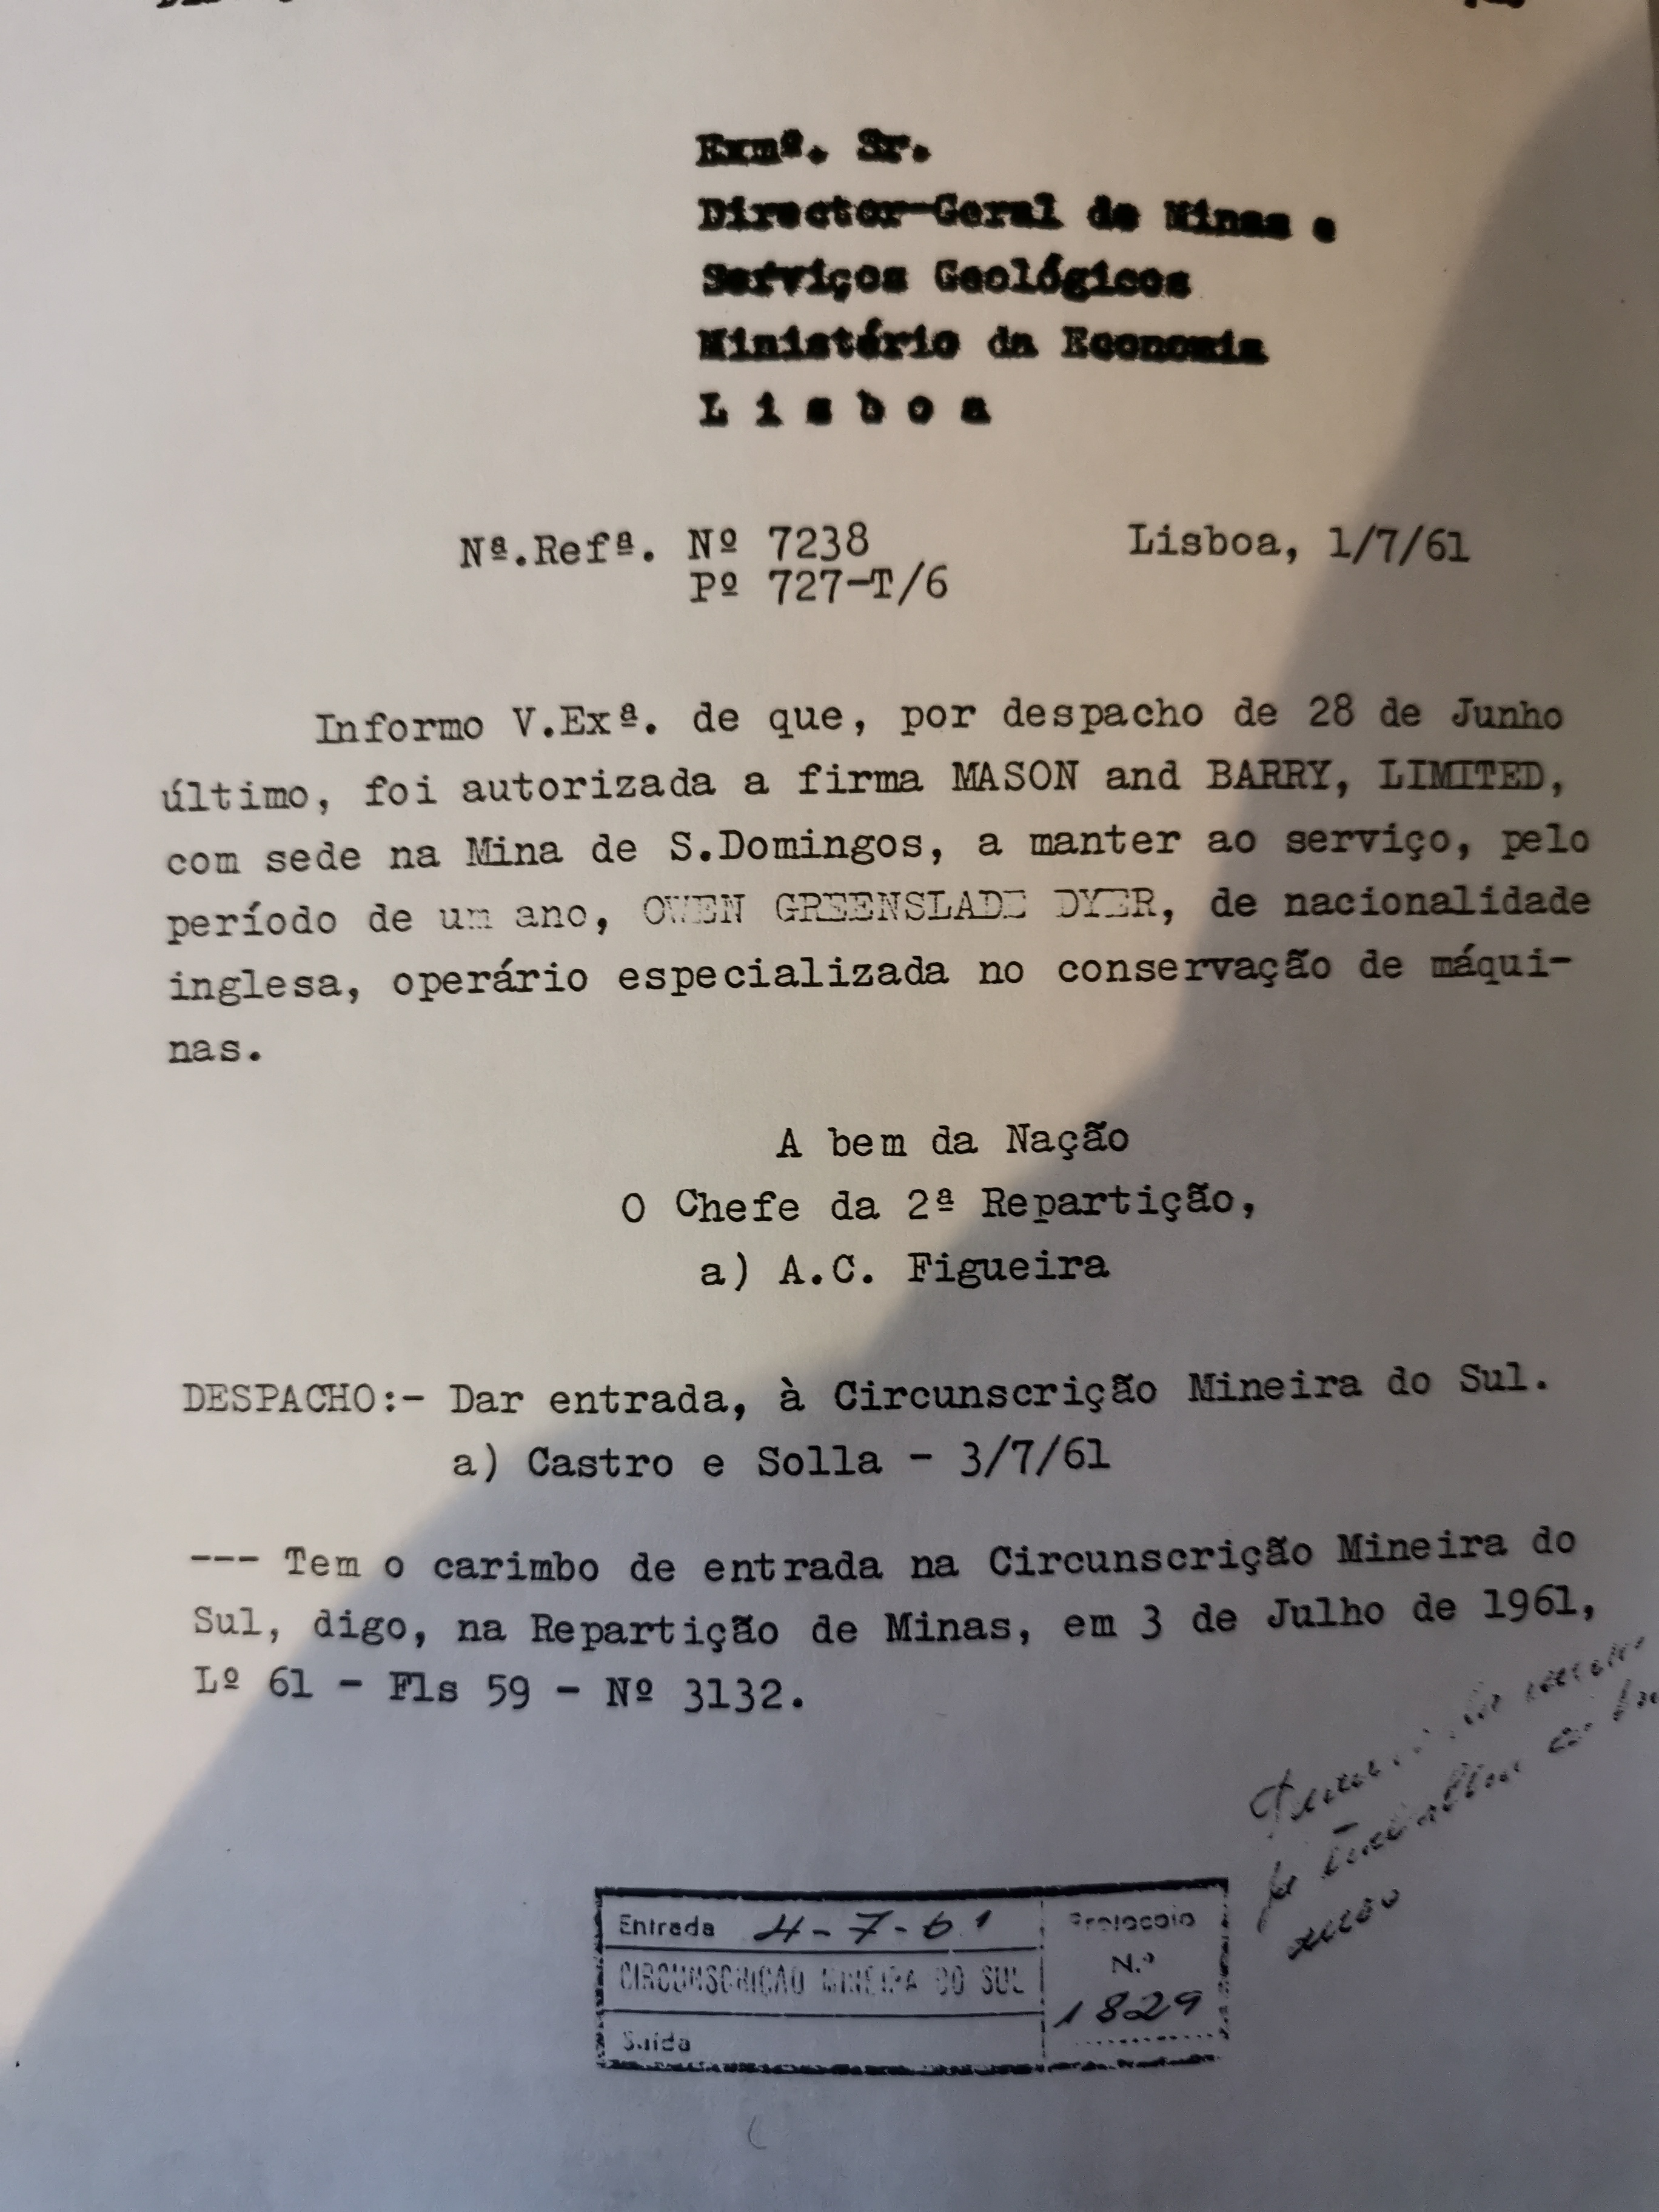 Exmº. Sr.
Director-Geral de Minas e
Serviços Geológicos
Ministério da Economia
L i s b o a
Nª.Refª. Nº 7238
Lisboa, 1/7/61
Pº 727-T/6
Informo V.Exª. de que, por despacho de 28 de Junho
último, foi autorizada a firma MASON and BARRY, LIMITED,
com sede na Mina de S.Domingos, a manter ao serviço, pelo
período de um ano, OWEN GREENSLADE DYER, de nacionalidade
inglesa, operário especializada no conservação de máqui-
nas.
A bem da Nação
O Chefe da 2ª Repartição,
a) A.C. Figueira
DESPACHO:- Dar entrada, à Circunscrição Mineira do Sul.
a) Castro e Solla - 3/7/61
--- Tem o carimbo de entrada na Circunscrição Mineira do
Sul, digo, na Repartição de Minas, em 3 de Julho de 1961,
Lº 61 - Fls 59 - Nº 3132.
Entrada 4-7-61
Protocolo
N.º
1829
CIRCUNSCRIÇÃO MINEIRA DO SUL
Saída